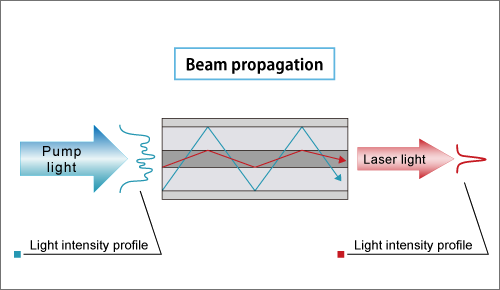 Beam propagation
Pump
light
Laser light
Light intensity profile
Light intensity profile